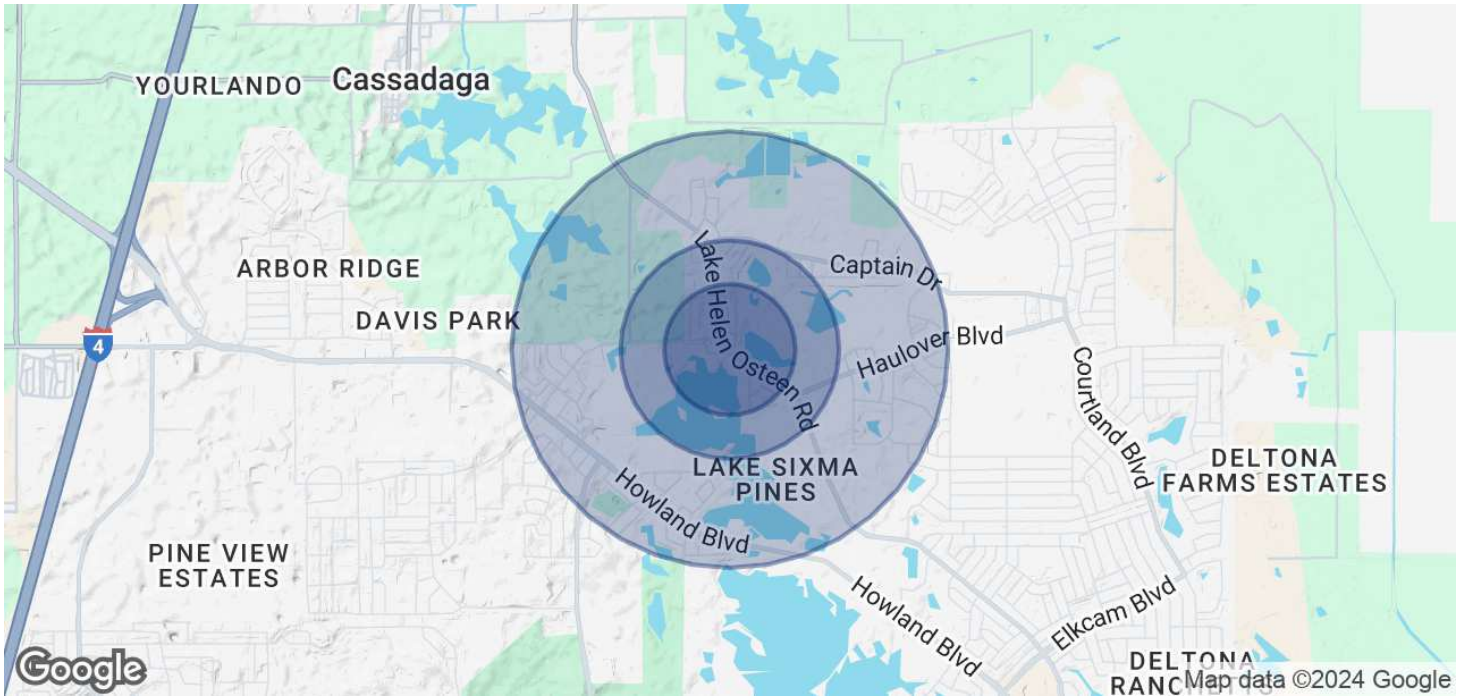 YOURLANDO
Cassadaga
ARBOR RIDGE
Captain Dr
DAVIS PARK
Lake Helen Osteen Rd
4
Haulover Blvd
Courtland Blvd
LAKE SIXMA
PINES
DELTONA
FARMS ESTATES
Howland Blvd
PINE VIEW
ESTATES
Howland Blvd
Elkcam Blvd
DELTONA
Google
Map data ©2024 Google